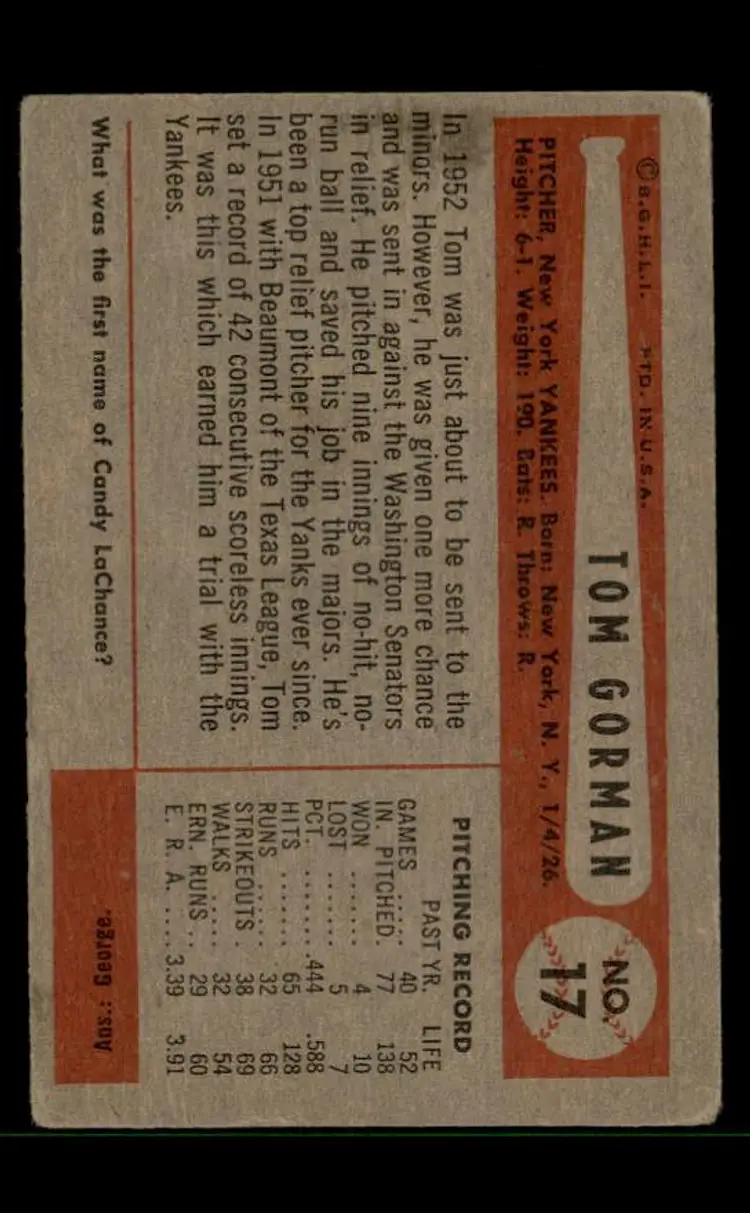 © B.G.H.L.I. PTD. IN U.S.A.
TOM GORMAN
NO. 17
PITCHER, New York YANKEES. Born: New York, N. Y., 1/4/26.
Height: 6-1. Weight: 190. Bats: R. Throws: R.
In 1952 Tom was just about to be sent to the
minors. However, he was given one more chance
and was sent in against the Washington Senators
in relief. He pitched nine innings of no-hit, no-
run ball and saved his job in the majors. He's
been a top relief pitcher for the Yanks ever since.
In 1951 with Beaumont of the Texas League, Tom
set a record of 42 consecutive scoreless innings.
It was this which earned him a trial with the
Yankees.
PITCHING RECORD
PAST YR. LIFE
GAMES ..... 40 52
IN. PITCHED. 77 138
WON ....... 4 10
LOST ....... 5 7
PCT. ........ .444 .588
HITS ....... 65 128
RUNS ...... 32 66
STRIKEOUTS . 38 69
WALKS ..... 32 54
ERN. RUNS .. 29 60
E. R. A. .... 3.39 3.91
What was the first name of Candy LaChance?
Ans.: George.